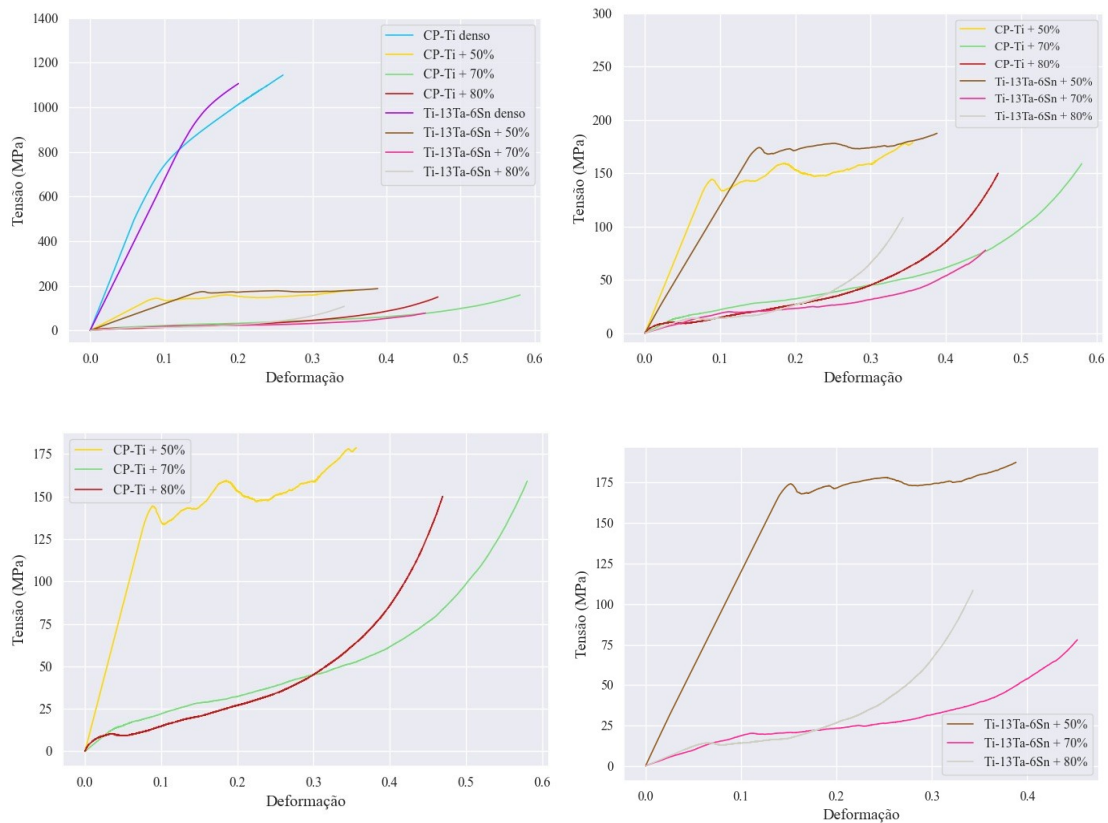 1400
1200
1000
800
600
400
200
0
Tensão (MPa)
CP-Ti denso
CP-Ti + 50%
CP-Ti + 70%
CP-Ti + 80%
Ti-13Ta-6Sn denso
Ti-13Ta-6Sn + 50%
Ti-13Ta-6Sn + 70%
Ti-13Ta-6Sn + 80%
0.0 0.1 0.2 0.3 0.4 0.5 0.6
Deformação
300
250
200
150
100
50
0
Tensão (MPa)
CP-Ti + 50%
CP-Ti + 70%
CP-Ti + 80%
Ti-13Ta-6Sn + 50%
Ti-13Ta-6Sn + 70%
Ti-13Ta-6Sn + 80%
0.0 0.1 0.2 0.3 0.4 0.5 0.6
Deformação
175
150
125
100
75
50
25
0
Tensão (MPa)
CP-Ti + 50%
CP-Ti + 70%
CP-Ti + 80%
0.0 0.1 0.2 0.3 0.4 0.5 0.6
Deformação
175
150
125
100
75
50
25
0
Tensão (MPa)
Ti-13Ta-6Sn + 50%
Ti-13Ta-6Sn + 70%
Ti-13Ta-6Sn + 80%
0.0 0.1 0.2 0.3 0.4
Deformação